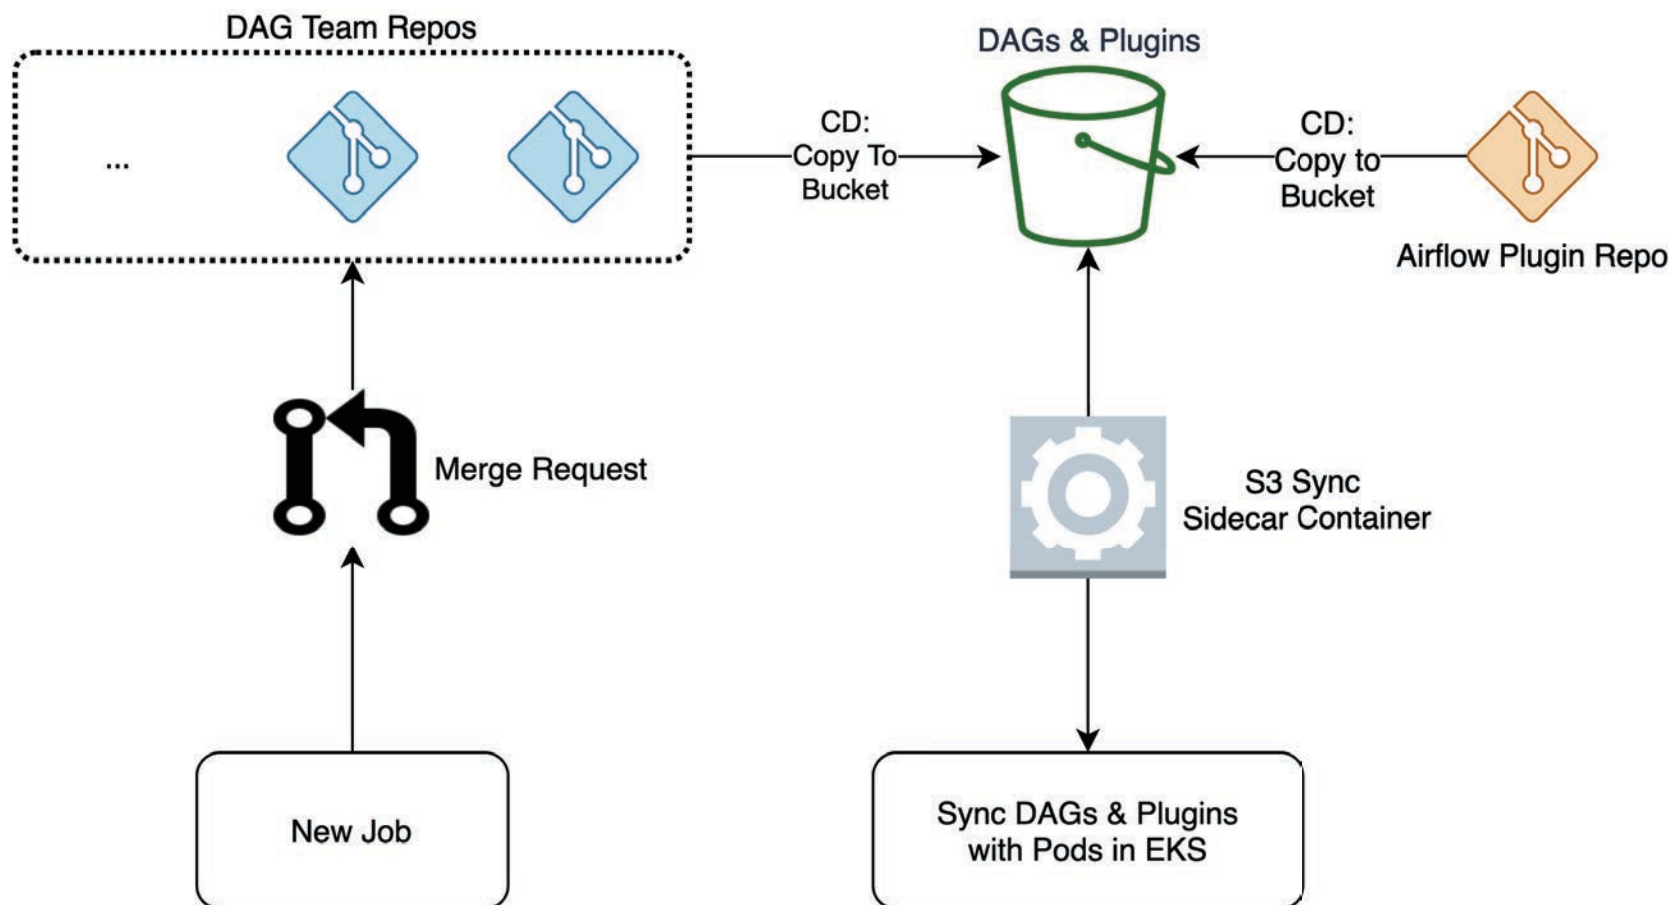 DAG Team Repos
...
CD:
Copy To
Bucket
DAGs & Plugins
CD:
Copy to
Bucket
Airflow Plugin Repo
Merge Request
S3 Sync
Sidecar Container
New Job
Sync DAGs & Plugins
with Pods in EKS